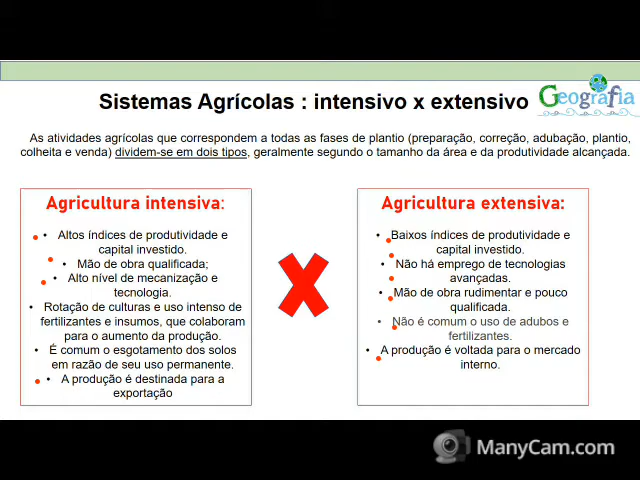 Geografia
Sistemas Agrícolas : intensivo x extensivo
As atividades agrícolas que correspondem a todas as fases de plantio (preparação, correção, adubação, plantio,
colheita e venda) dividem-se em dois tipos, geralmente segundo o tamanho da área e da produtividade alcançada.
Agricultura intensiva:
• Altos índices de produtividade e
capital investido.
• Mão de obra qualificada;
• Alto nível de mecanização e
tecnologia.
• Rotação de culturas e uso intenso de
fertilizantes e insumos, que colaboram
para o aumento da produção.
• É comum o esgotamento dos solos
em razão de seu uso permanente.
• A produção é destinada para a
exportação
Agricultura extensiva:
• Baixos índices de produtividade e
capital investido.
• Não há emprego de tecnologias
avançadas.
• Mão de obra rudimentar e pouco
qualificada.
• Não é comum o uso de adubos e
fertilizantes.
• A produção é voltada para o mercado
interno.
ManyCam.com